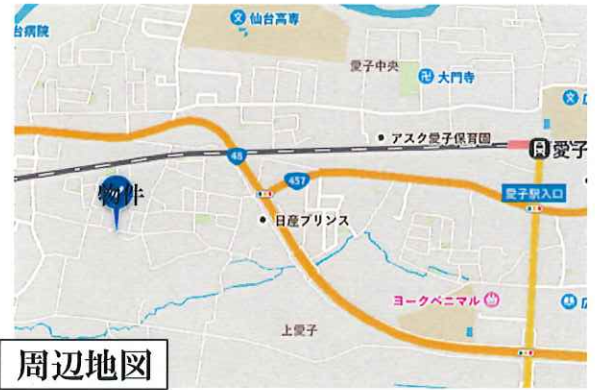 仙台高専
台病院
愛子中央
大門寺
アスク愛子保育園
愛子
48
457
物件
愛子駅入口
日産プリンス
ヨークベニマル
上愛子
周辺地図